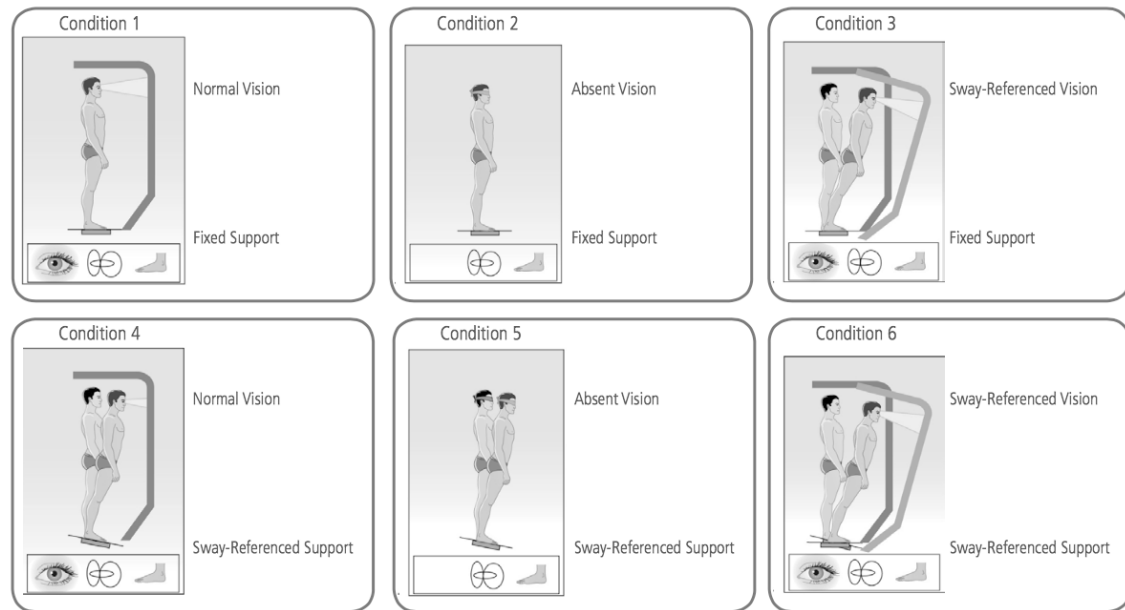 Condition 1
Normal Vision
Fixed Support
Condition 2
Absent Vision
Fixed Support
Condition 3
Sway-Referenced Vision
Fixed Support
Condition 4
Normal Vision
Sway-Referenced Support
Condition 5
Absent Vision
Sway-Referenced Support
Condition 6
Sway-Referenced Vision
Sway-Referenced Support